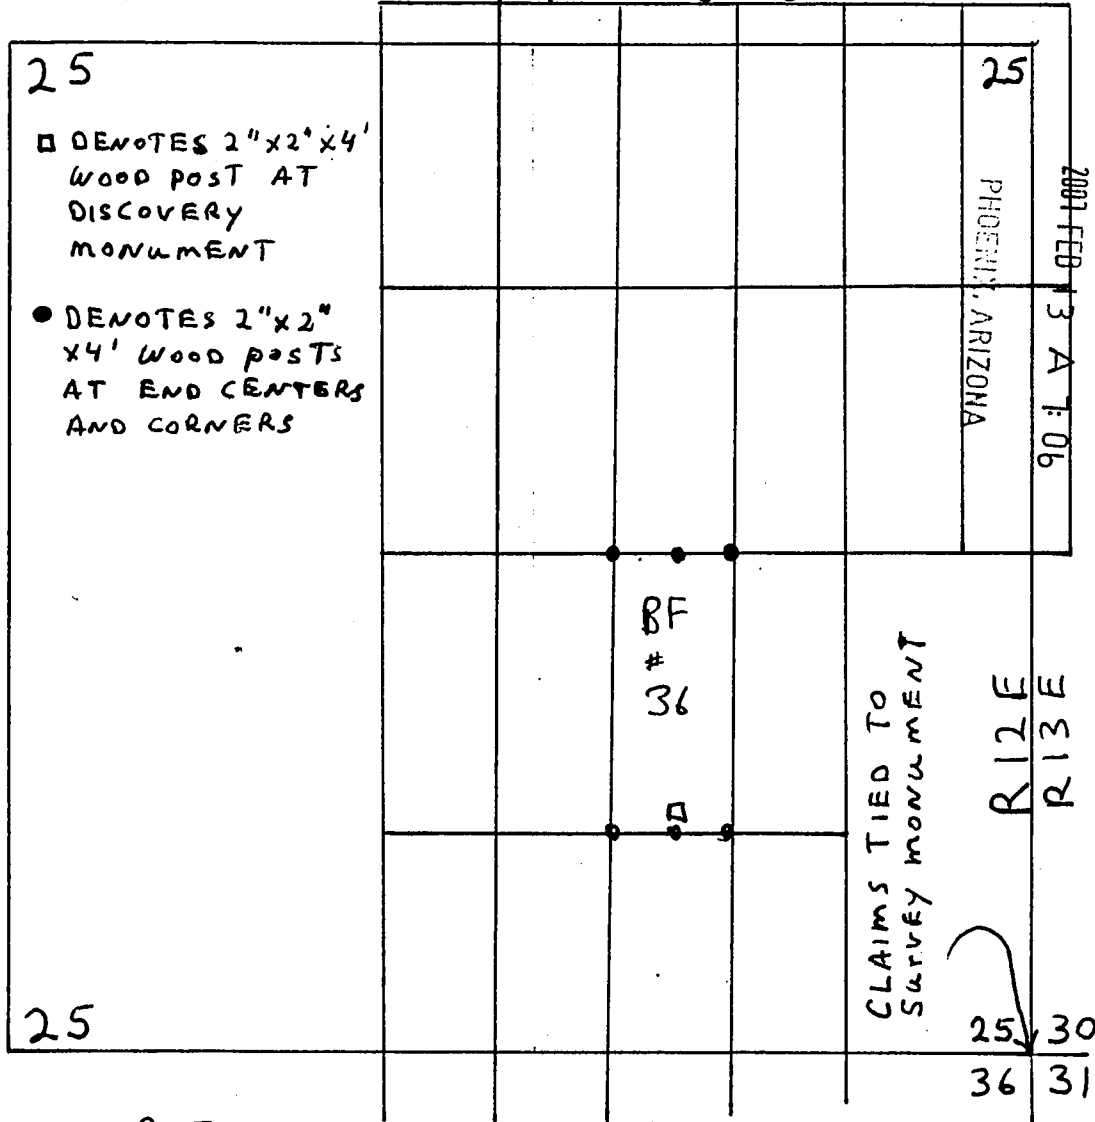 25
25
□ DENOTES 2"x2"x4'
WOOD POST AT
DISCOVERY
MONUMENT
● DENOTES 2"x2"
x4' WOOD POSTS
AT END CENTERS
AND CORNERS
2007 FEB 13 A 7:06
PHOENIX, ARIZONA
BF
#
36
CLAIMS TIED TO
SURVEY MONUMENT
R12E
R13E
25
25
30
36
31